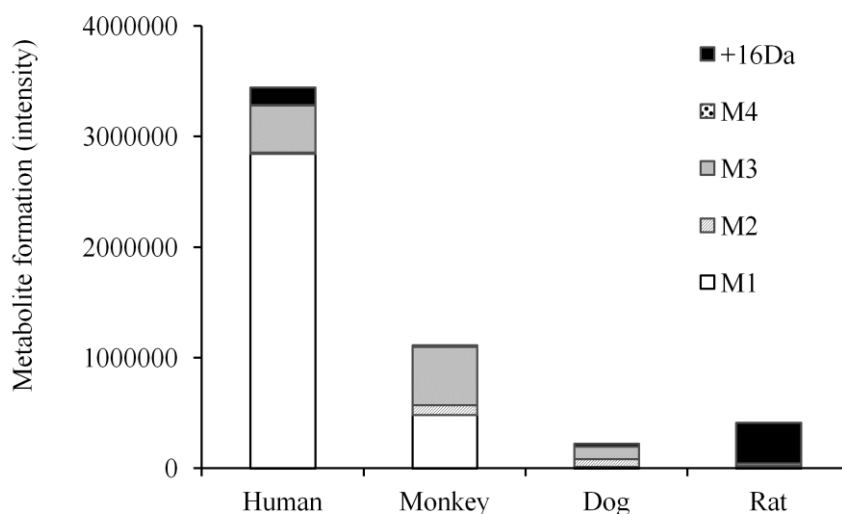 Metabolite formation (intensity)
4000000
3000000
2000000
1000000
0
Human Monkey Dog Rat
+16Da
M4
M3
M2
M1